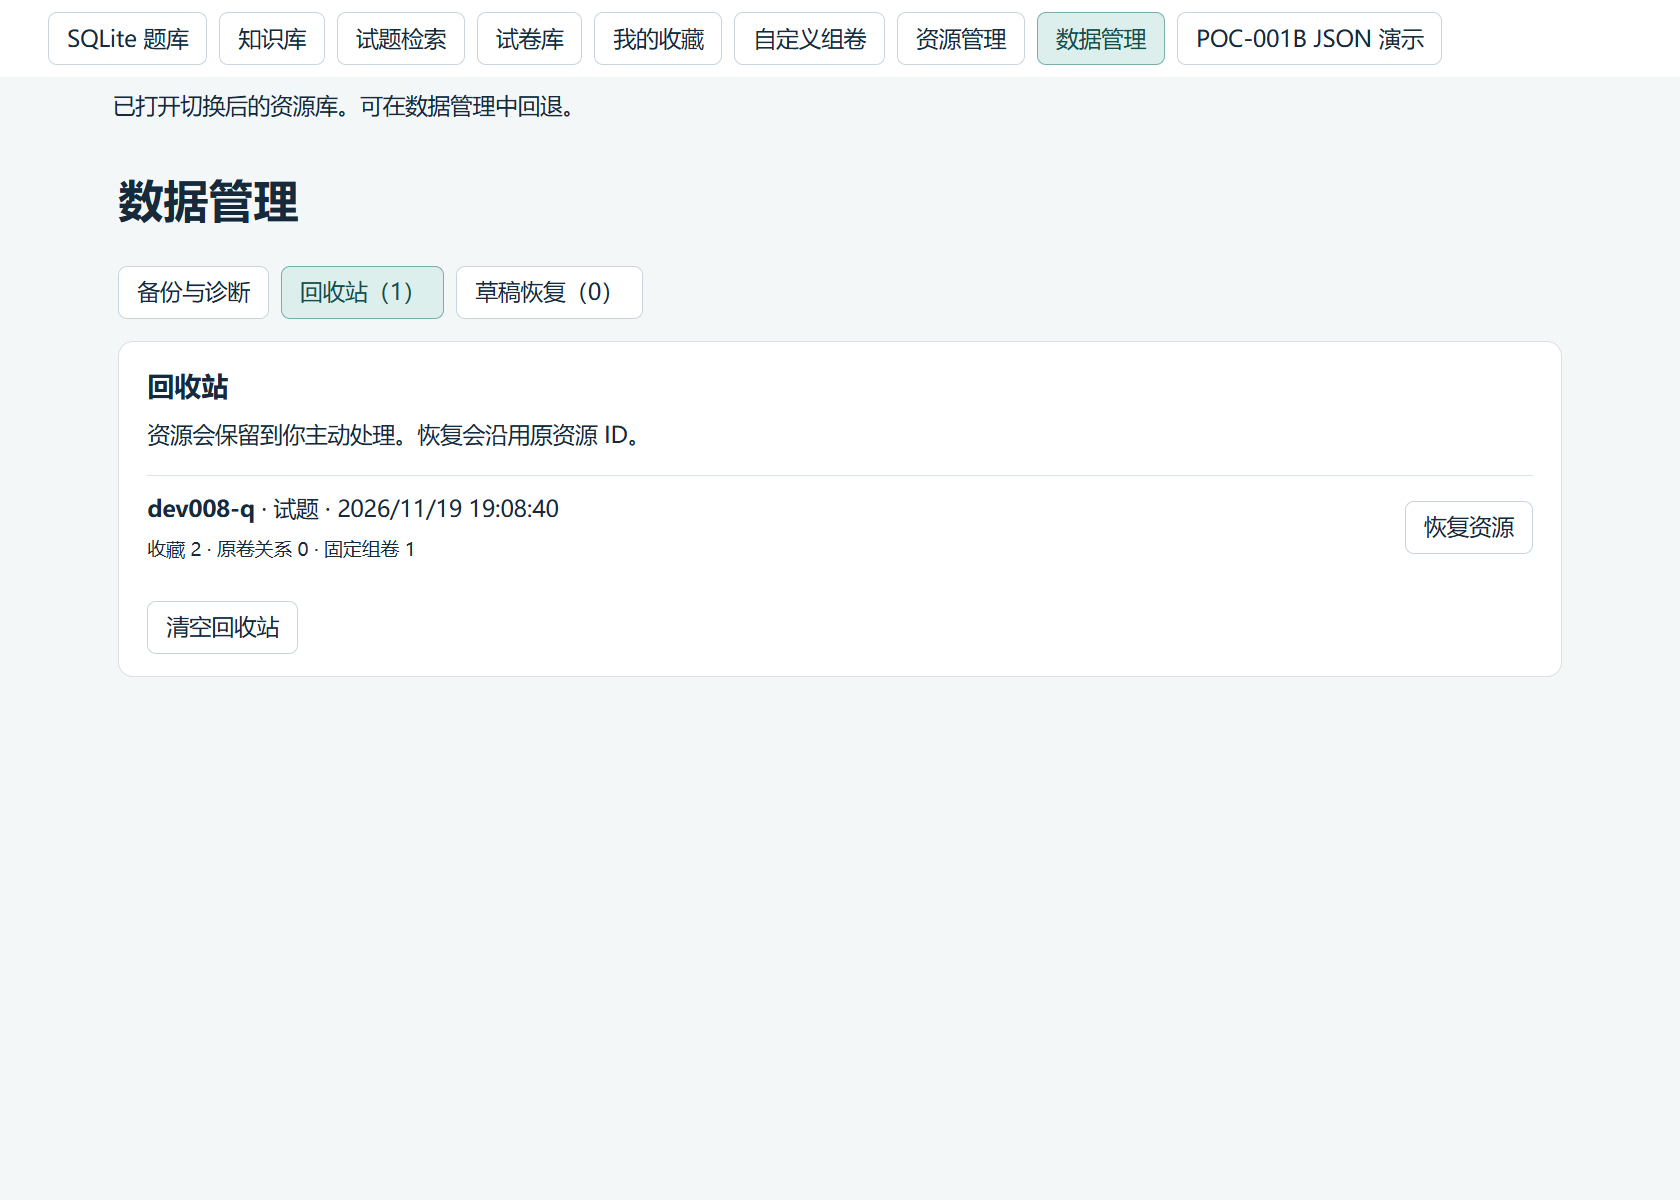 SQLite 题库 知识库 试题检索 试卷库 我的收藏 自定义组卷 资源管理 数据管理 POC-001B JSON 演示
已打开切换后的资源库。可在数据管理中回退。
数据管理
备份与诊断 回收站（1） 草稿恢复（0）
回收站
资源会保留到你主动处理。恢复会沿用原资源 ID。
dev008-q · 试题 · 2026/11/19 19:08:40
收藏 2 · 原卷关系 0 · 固定组卷 1
恢复资源
清空回收站